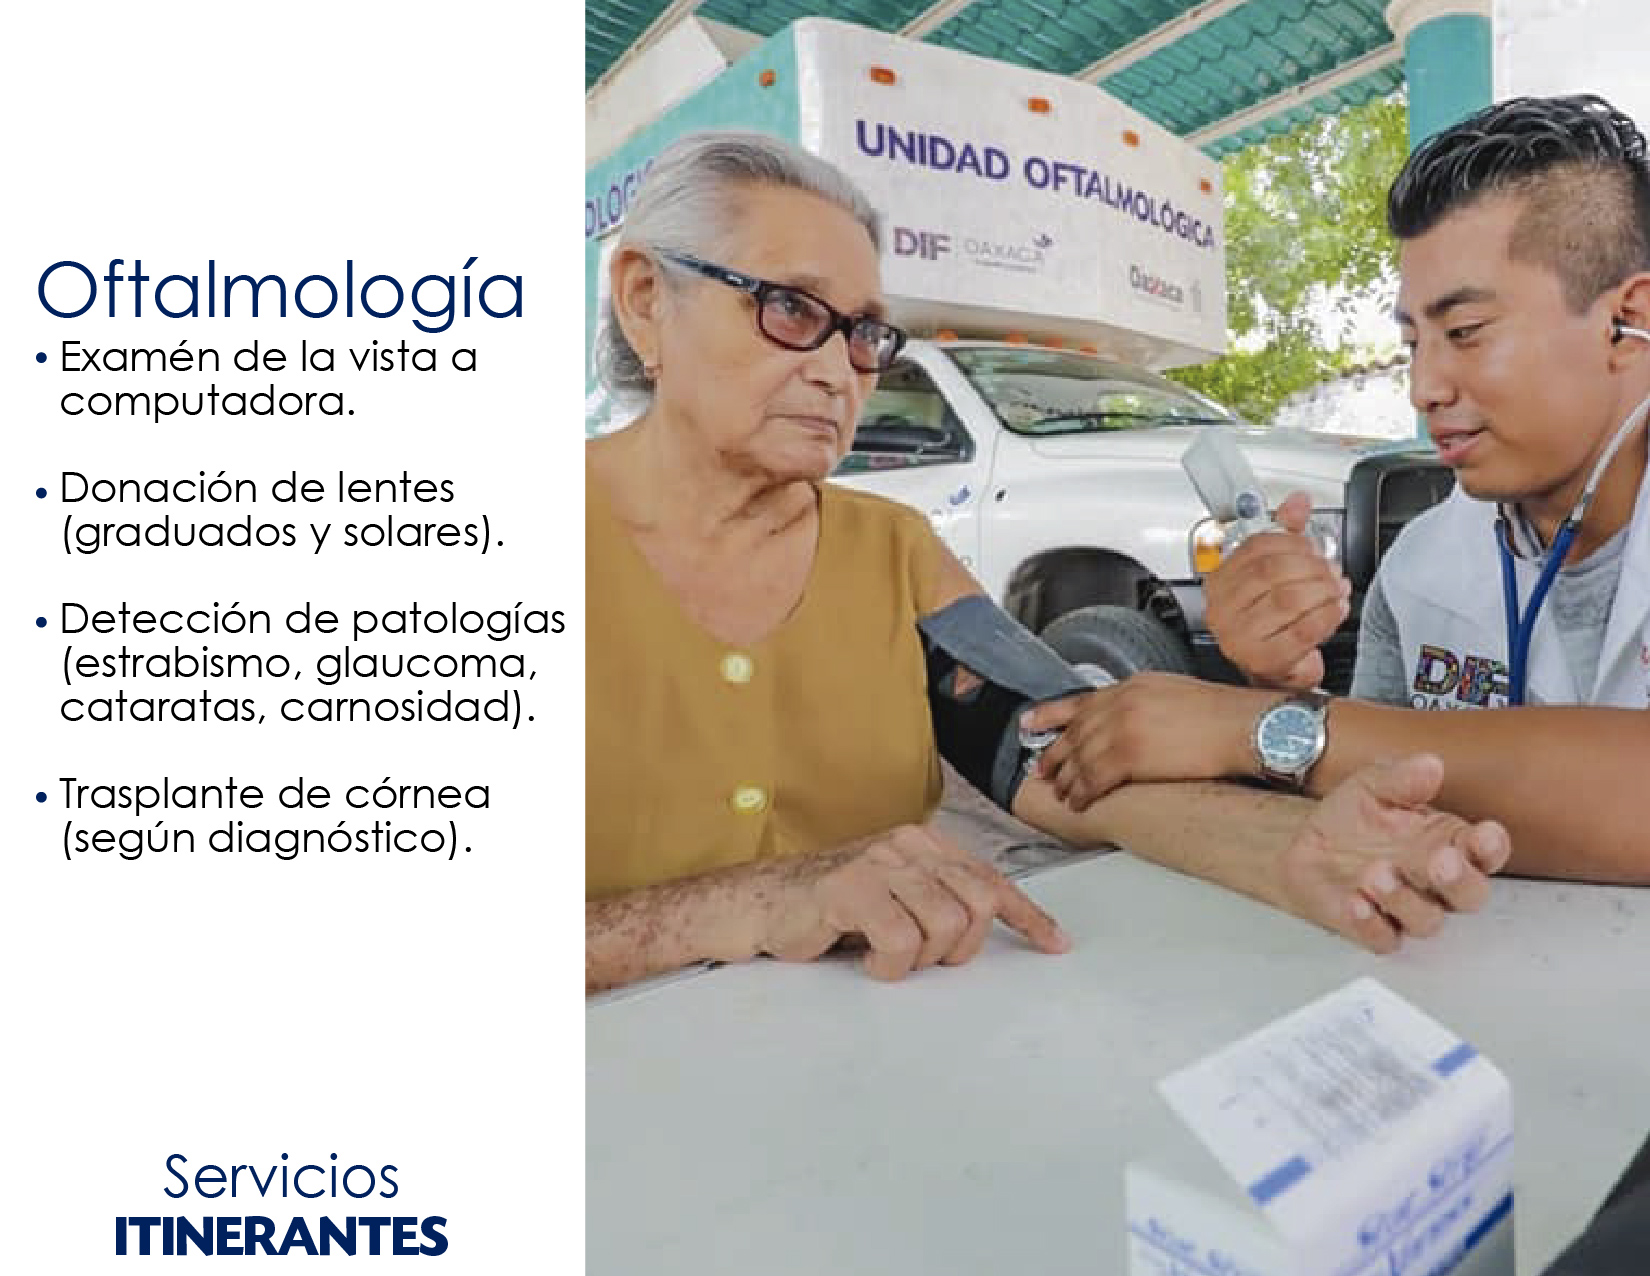 Oftalmología
• Examén de la vista a
computadora.
• Donación de lentes
(graduados y solares).
• Detección de patologías
(estrabismo, glaucoma,
cataratas, carnosidad).
• Trasplante de córnea
(según diagnóstico).
Servicios
ITINERANTES
UNIDAD OFTALMOLÓGICA
DIF OAXACA
Oaxaca
DIF